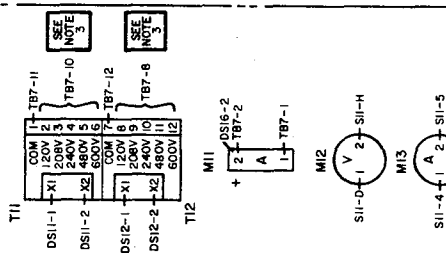 SEE NOTE 3
SEE NOTE 3
TB7-11
TB7-10
TB7-12
TB7-8
COM 1
120V 2
208V 3
240V 4
480V 5
600V 6
COM 7
120V 8
208V 9
240V 10
480V 11
600V 12
X1
X2
X1
X2
T11
T12
DS11-1
DS11-2
DS12-1
DS12-2
M11
DS16-2
TB7-2
+ 2 A 1
TB7-1
M12
S11-D 1 V 2 S11-H
M13
S11-4 1 A 2 S11-5